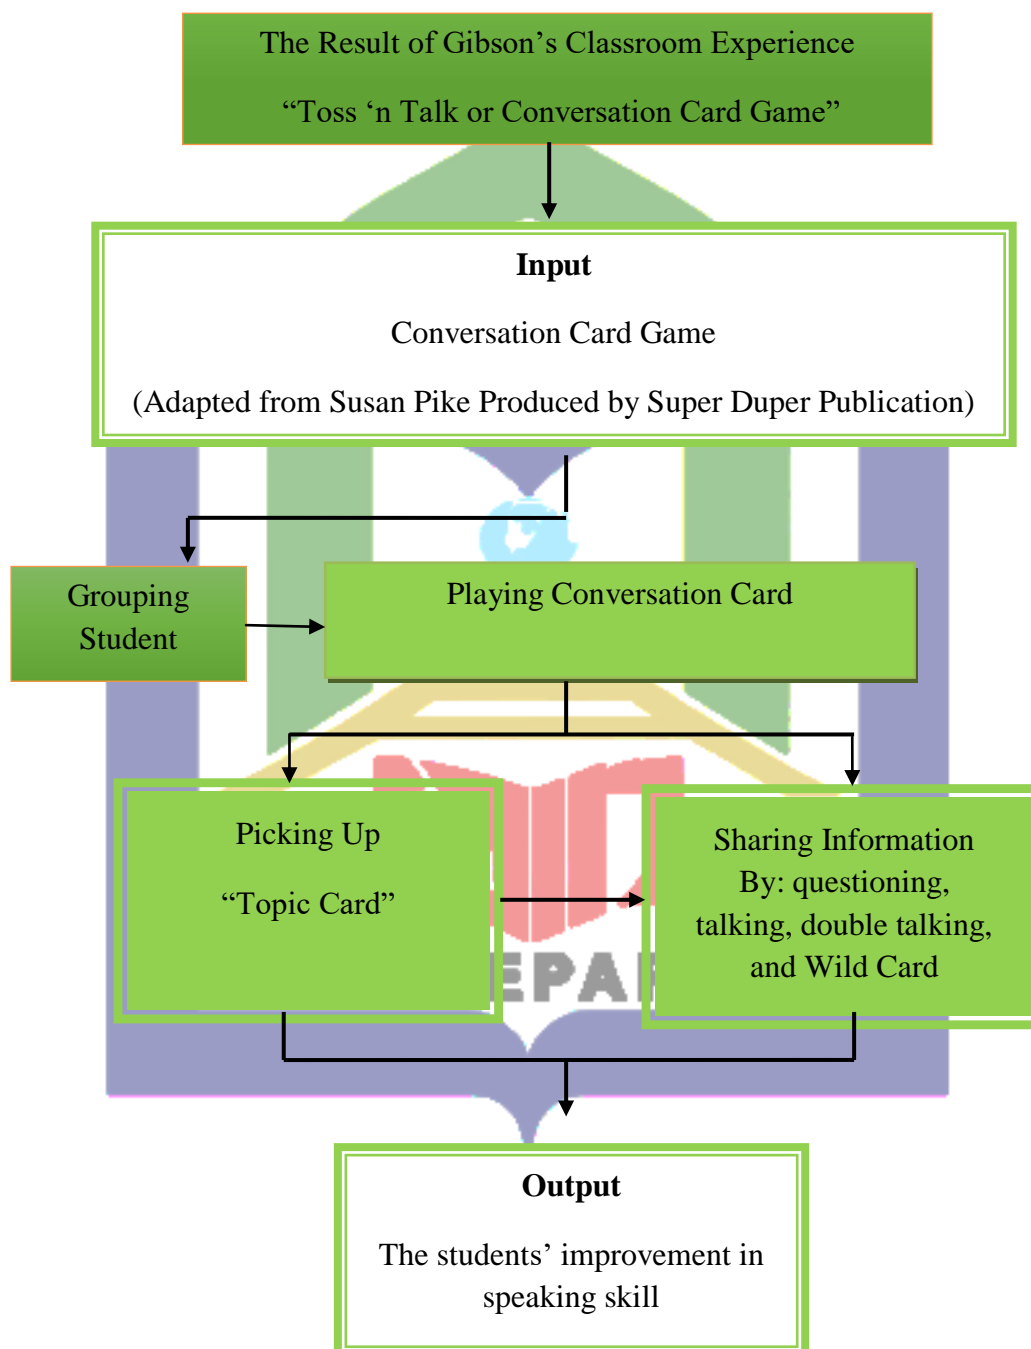 The Result of Gibson’s Classroom Experience
“Toss ‘n Talk or Conversation Card Game”
Input
Conversation Card Game
(Adapted from Susan Pike Produced by Super Duper Publication)
Grouping
Student
Playing Conversation Card
Picking Up
“Topic Card”
Sharing Information
By: questioning,
talking, double talking,
and Wild Card
EPA
Output
The students’ improvement in
speaking skill